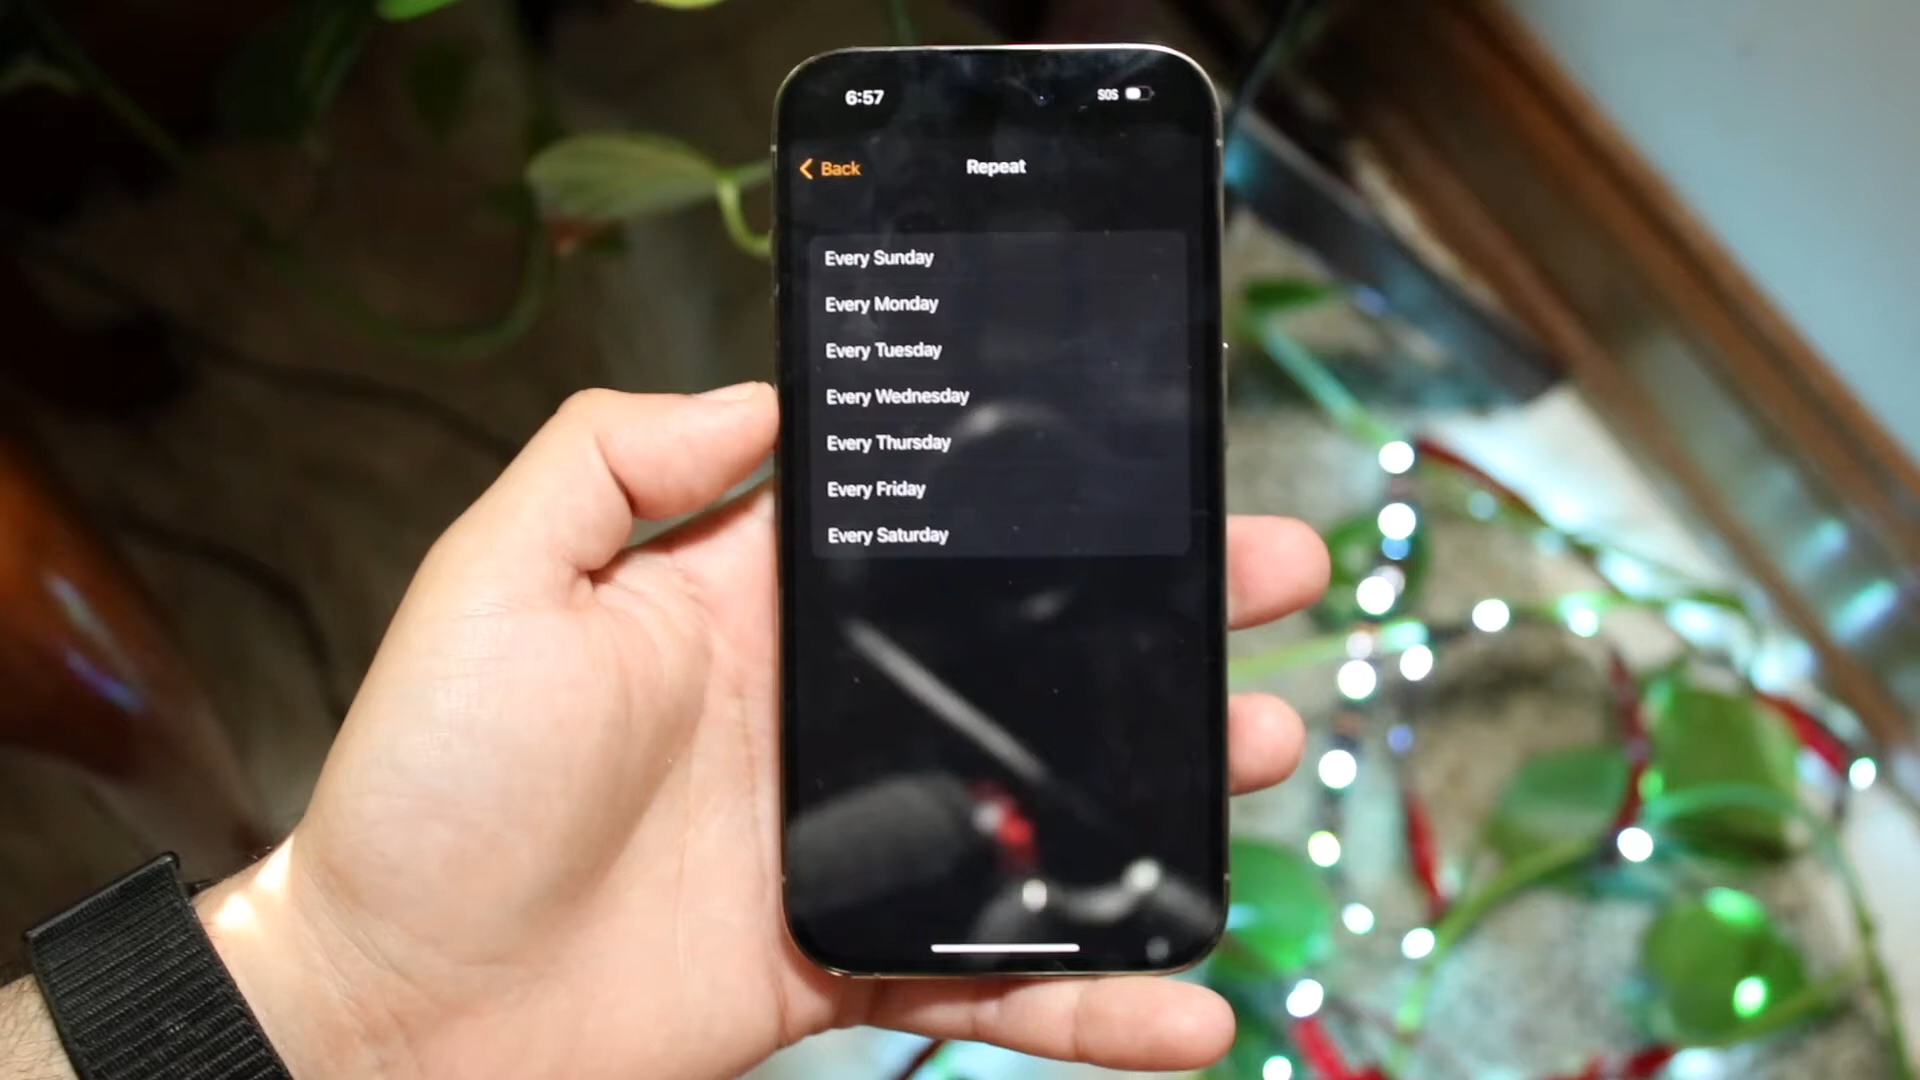 6:57
SOS
Back
Repeat
Every Sunday
Every Monday
Every Tuesday
Every Wednesday
Every Thursday
Every Friday
Every Saturday